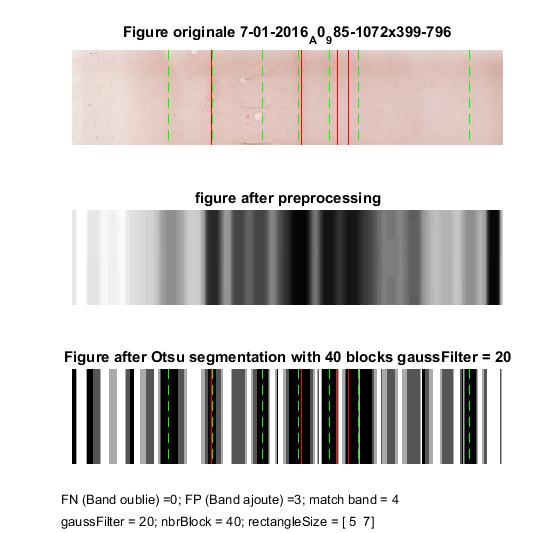 Figure originale 7-01-2016A0985-1072x399-796
figure after preprocessing
Figure after Otsu segmentation with 40 blocks gaussFilter = 20
FN (Band oublie) =0; FP (Band ajoute) =3; match band = 4
gaussFilter = 20; nbrBlock = 40; rectangleSize = [ 5  7]